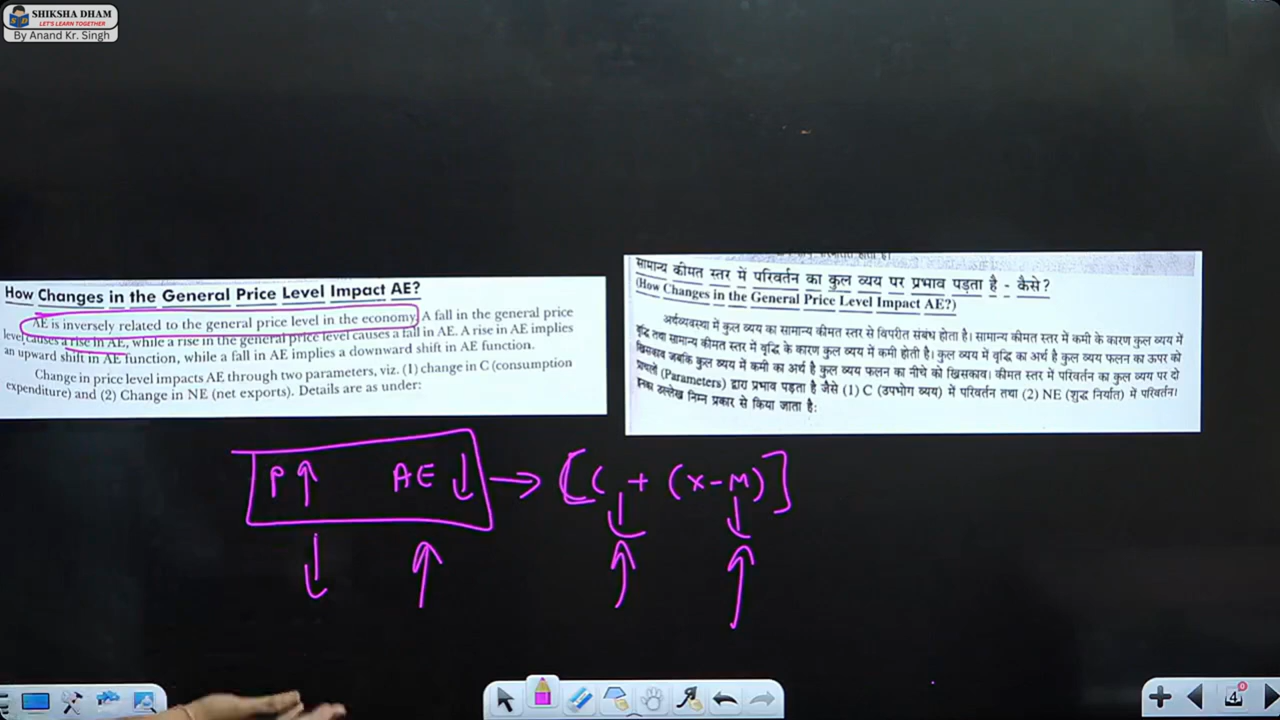 SHIKSHA DHAM
LET'S LEARN TOGETHER
By Anand Kr. Singh
How Changes in the General Price Level Impact AE?
AE is inversely related to the general price level in the economy. A fall in the general price
level causes a rise in AE, while a rise in the general price level causes a fall in AE. A rise in AE implies
an upward shift in AE function, while a fall in AE implies a downward shift in AE function.
Change in price level impacts AE through two parameters, viz. (1) change in C (consumption
expenditure) and (2) Change in NE (net exports). Details are as under:
सामान्य कीमत स्तर में परिवर्तन का कुल व्यय पर प्रभाव पड़ता है - कैसे?
(How Changes in the General Price Level Impact AE?)
अर्थव्यवस्था में कुल व्यय का सामान्य कीमत स्तर से विपरीत संबंध होता है। सामान्य कीमत स्तर में कमी के कारण कुल व्यय में
वृद्धि तथा सामान्य कीमत स्तर में वृद्धि के कारण कुल व्यय में कमी होती है। कुल व्यय में वृद्धि का अर्थ है कुल व्यय फलन का ऊपर को
खिसकाव जबकि कुल व्यय में कमी का अर्थ है कुल व्यय फलन का नीचे को खिसकाव। कीमत स्तर में परिवर्तन का कुल व्यय पर दो
प्राचलों (Parameters) द्वारा प्रभाव पड़ता है जैसे (1) C (उपभोग व्यय) में परिवर्तन तथा (2) NE (शुद्ध निर्यात) में परिवर्तन।
इनका उल्लेख निम्न प्रकार से किया जाता है:
P↑ AE↓ → [C + (X-M)]
↓ ↑ ↑ ↑
4